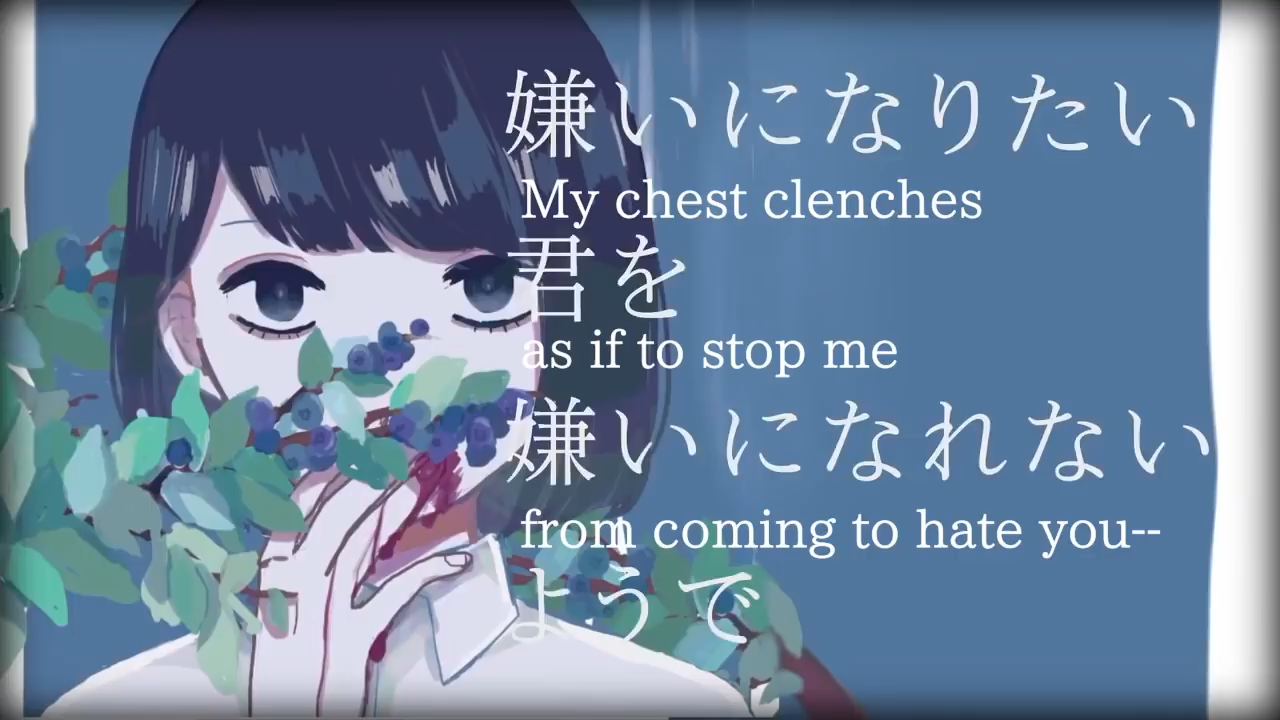 嫌いになりたい
My chest clenches
君を
as if to stop me
嫌いになれない
from coming to hate you--
ようで